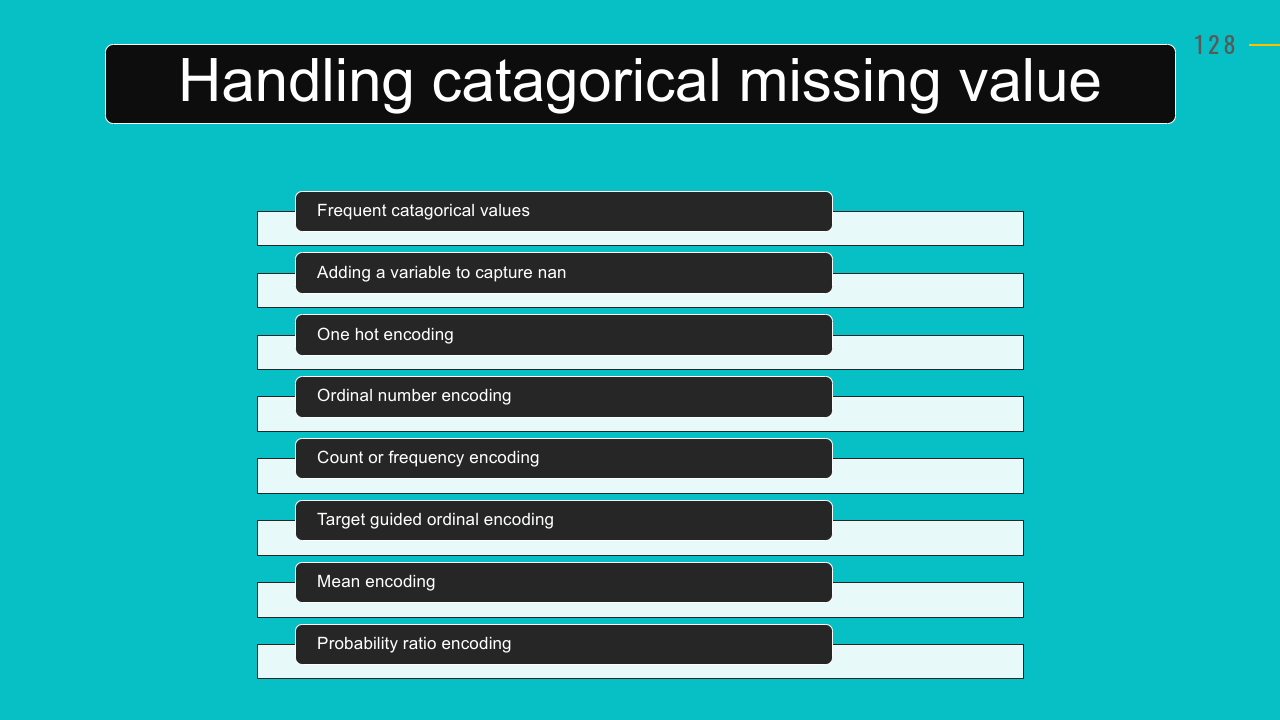 128
Handling catagorical missing value
Frequent catagorical values
Adding a variable to capture nan
One hot encoding
Ordinal number encoding
Count or frequency encoding
Target guided ordinal encoding
Mean encoding
Probability ratio encoding